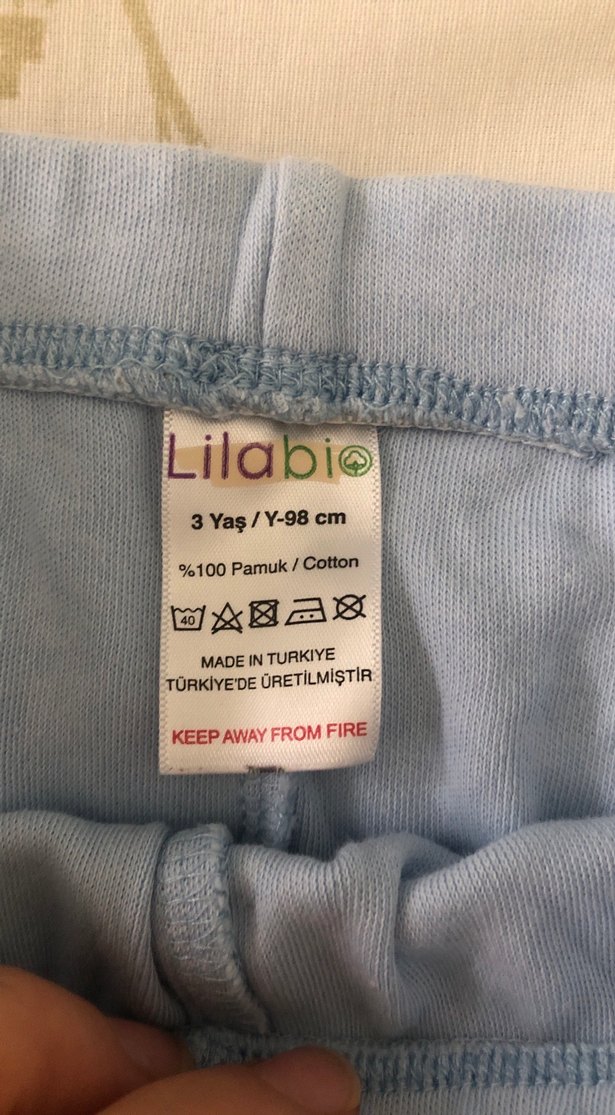 Lilabio
3 Yaş / Y-98 cm
%100 Pamuk / Cotton
40
MADE IN TURKIYE
TÜRKİYE'DE ÜRETİLMİŞTİR
KEEP AWAY FROM FIRE